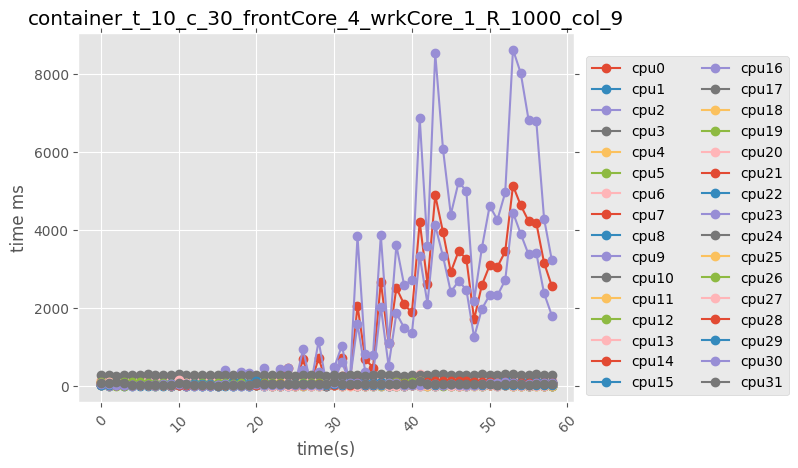 container_t_10_c_30_frontCore_4_wrkCore_1_R_1000_col_9
time ms
8000
6000
4000
2000
0
0
10
20
30
40
50
60
time(s)
cpu0
cpu1
cpu2
cpu3
cpu4
cpu5
cpu6
cpu7
cpu8
cpu9
cpu10
cpu11
cpu12
cpu13
cpu14
cpu15
cpu16
cpu17
cpu18
cpu19
cpu20
cpu21
cpu22
cpu23
cpu24
cpu25
cpu26
cpu27
cpu28
cpu29
cpu30
cpu31